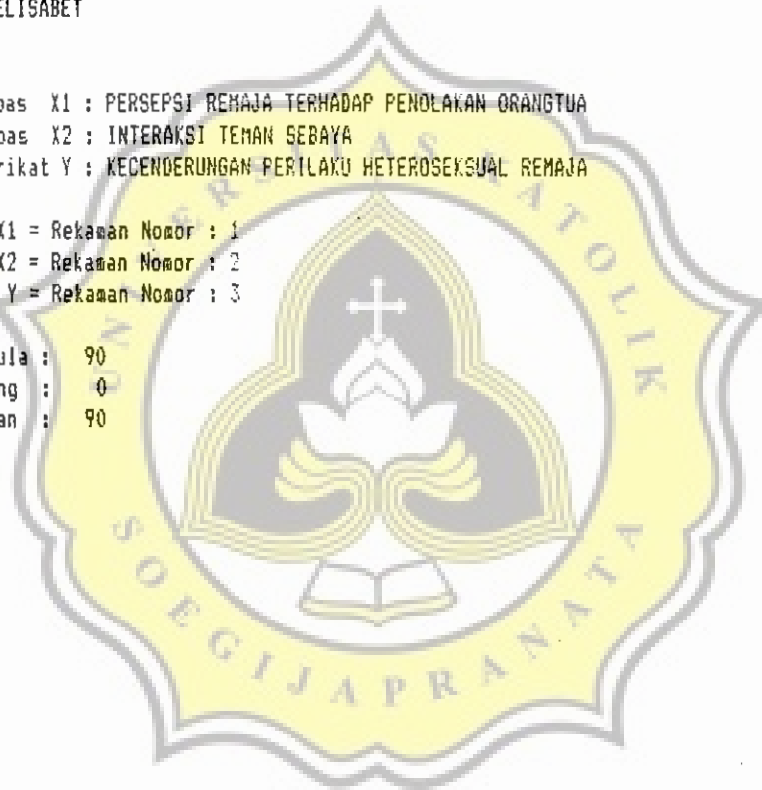 ELISABET
bas X1 : PERSEPSI REMAJA TERHADAP PENOLAKAN ORANGTUA
bas X2 : INTERAKSI TEMAN SEBAYA
rikat Y : KECENDERUNGAN PERILAKU HETEROSEKSUAL REMAJA
X1 = Rekaman Nomor : 1
X2 = Rekaman Nomor : 2
Y = Rekaman Nomor : 3
ula : 90
ng : 0
an : 90
UNIVERSITAS KATOLIK
SOEGIJAPRANATA